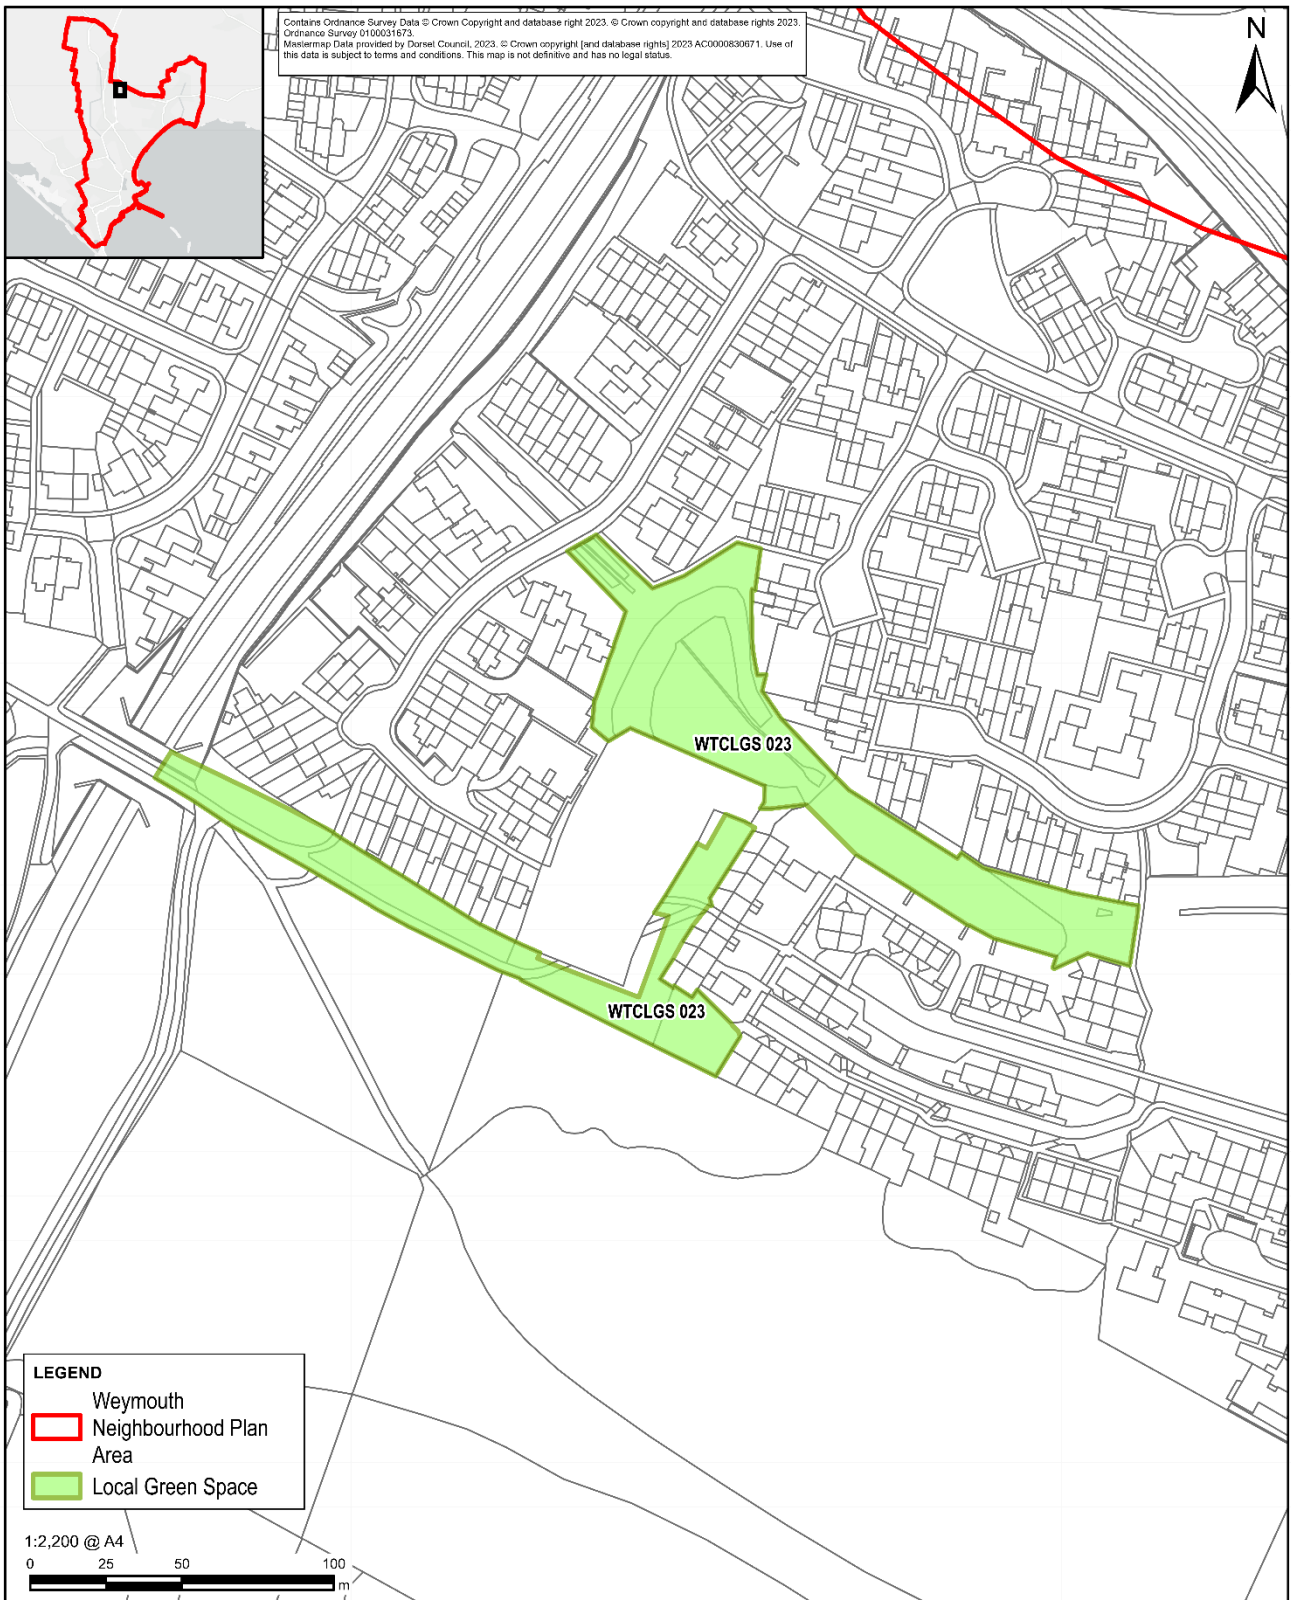 Contains Ordnance Survey Data © Crown Copyright and database right 2023. © Crown copyright and database rights 2023.
Ordnance Survey 0100031673.
Mastermap Data provided by Dorset Council, 2023. © Crown copyright [and database rights] 2023 AC0000830671. Use of
this data is subject to terms and conditions. This map is not definitive and has no legal status.
N
WTCLGS 023
WTCLGS 023
LEGEND
Weymouth
Neighbourhood Plan
Area
Local Green Space
1:2,200 @ A4
0 25 50 100
m